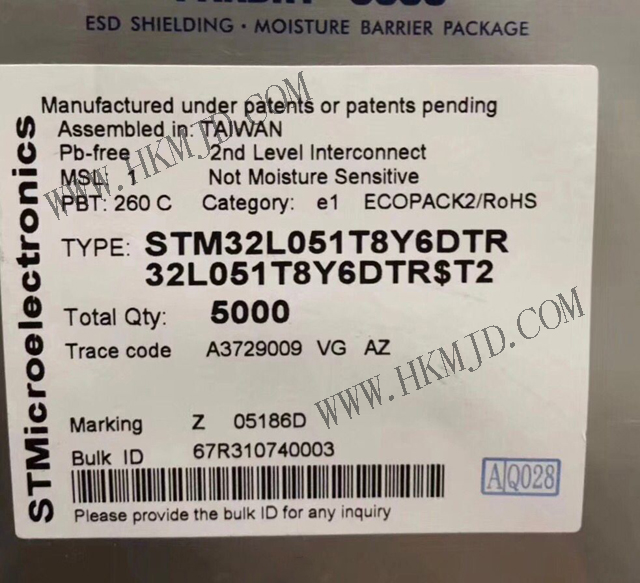 ESD SHIELDING · MOISTURE BARRIER PACKAGE
Manufactured under patents or patents pending
Assembled in: TAIWAN
Pb-free 2nd Level Interconnect
MSL: 1 Not Moisture Sensitive
PBT: 260 C Category: e1 ECOPACK2/RoHS
TYPE: STM32L051T8Y6DTR
32L051T8Y6DTR$T2
Total Qty: 5000
Trace code A3729009 VG AZ
Marking Z 05186D
Bulk ID 67R310740003
Please provide the bulk ID for any inquiry
STMicroelectronics
A Q028
WWW.HKMJD.COM
WWW.HKMJD.COM